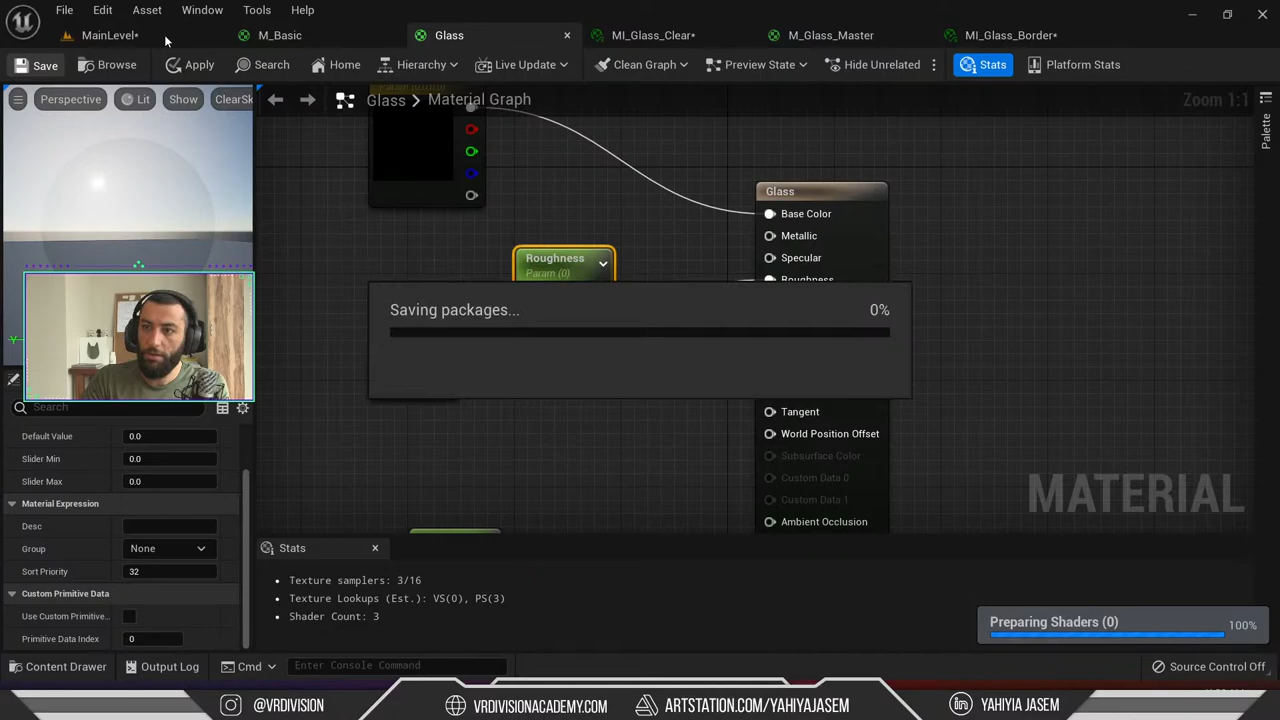 File Edit Asset Window Tools Help
MainLevel* M_Basic Glass MI_Glass_Clear* M_Glass_Master MI_Glass_Border*
Save Browse Apply Search Home Hierarchy Live Update Clean Graph Preview State Hide Unrelated Stats Platform Stats
Perspective Lit Show ClearSk Glass Material Graph Zoom 1:1
Palette
Glass
Base Color
Metallic
Specular
Roughness
Param (0)
Roughness
Saving packages... 0%
-Y
Search
Tangent
World Position Offset
Subsurface Color
Custom Data 0
Custom Data 1
Ambient Occlusion
MATERIAL
Default Value 0.0
Slider Min 0.0
Slider Max 0.0
Material Expression
Desc
Group None
Sort Priority 32
Custom Primitive Data
Use Custom Primitive...
Primitive Data Index 0
Stats
Texture samplers: 3/16
Texture Lookups (Est.): VS(0), PS(3)
Shader Count: 3
Preparing Shaders (0) 100%
Content Drawer Output Log Cmd Enter Console Command Source Control Off
@VRDIVISION VRDIVISIONACADEMY.COM ARTSTATION.COM/YAHIYAJASEM YAHIYIA JASEM